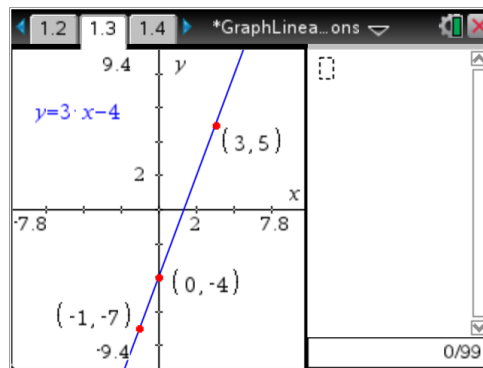 1.2 1.3 1.4 *GraphLinea...ons
9.4 y
y=3·x-4
(3,5)
2
x
-7.8 2 7.8
(0,-4)
(-1,-7)
-9.4
0/99